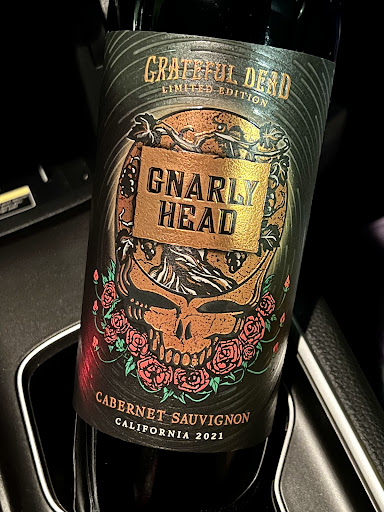 GRATEFUL DEAD
LIMITED EDITION
GNARLY
HEAD
CABERNET SAUVIGNON
CALIFORNIA 2021